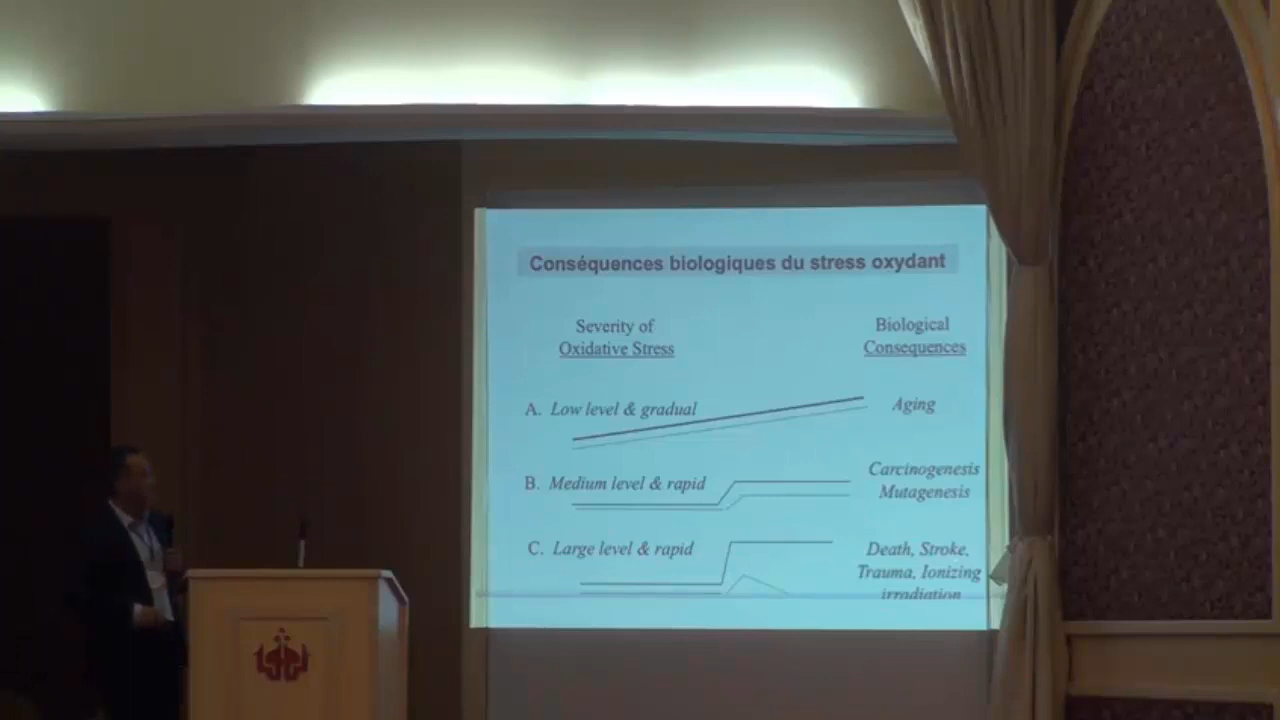 Conséquences biologiques du stress oxydant
Severity of
Oxidative Stress
Biological
Consequences
A. Low level & gradual
Aging
B. Medium level & rapid
Carcinogenesis
Mutagenesis
C. Large level & rapid
Death, Stroke,
Trauma, Ionizing
irradiation